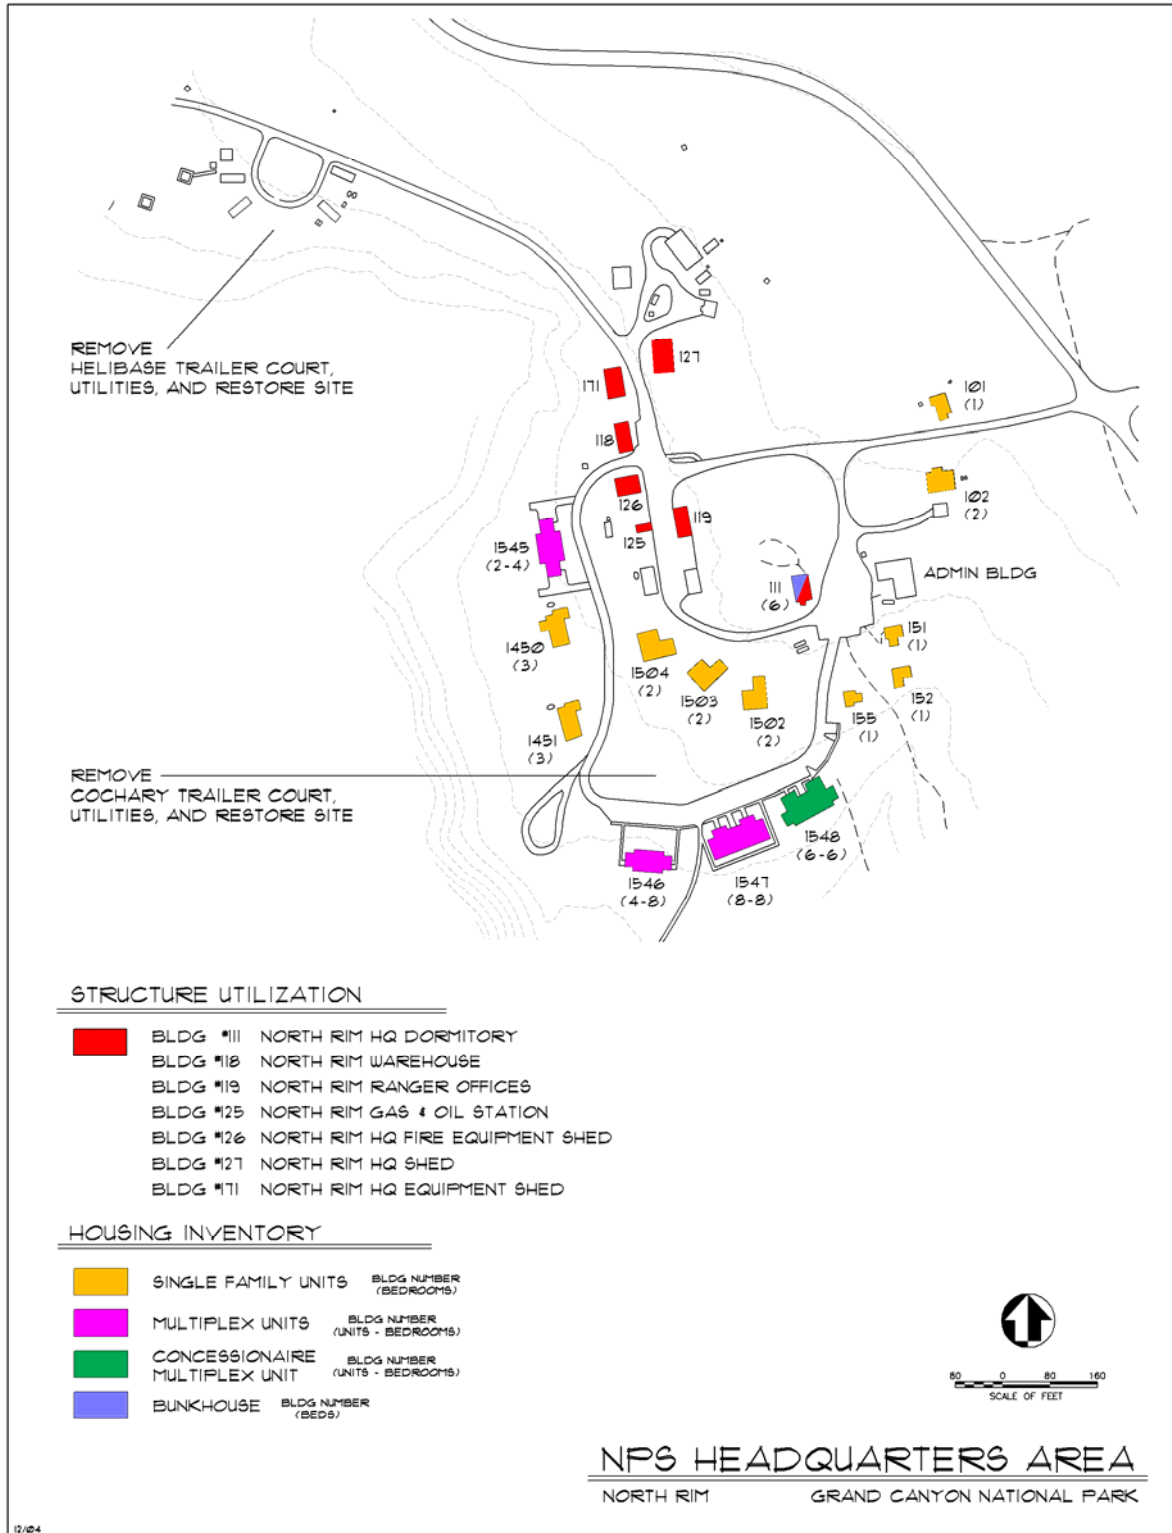 REMOVE
HELIBASE TRAILER COURT,
UTILITIES, AND RESTORE SITE
127
171
101
(1)
118
126
102
(2)
119
125
1545
(2-4)
ADMIN BLDG
111
(6)
151
(1)
1450
(3)
1504
(2)
1503
(2)
152
(1)
1502
(2)
155
(1)
1451
(3)
REMOVE
COCHARY TRAILER COURT,
UTILITIES, AND RESTORE SITE
1548
(6-6)
1546
(4-8)
1547
(8-8)
STRUCTURE UTILIZATION
BLDG #111 NORTH RIM HQ DORMITORY
BLDG #118 NORTH RIM WAREHOUSE
BLDG #119 NORTH RIM RANGER OFFICES
BLDG #125 NORTH RIM GAS & OIL STATION
BLDG #126 NORTH RIM HQ FIRE EQUIPMENT SHED
BLDG #127 NORTH RIM HQ SHED
BLDG #171 NORTH RIM HQ EQUIPMENT SHED
HOUSING INVENTORY
SINGLE FAMILY UNITS BLDG NUMBER
(BEDROOMS)
MULTIPLEX UNITS BLDG NUMBER
(UNITS - BEDROOMS)
CONCESSIONAIRE BLDG NUMBER
MULTIPLEX UNIT (UNITS - BEDROOMS)
BUNKHOUSE BLDG NUMBER
(BEDS)
80 0 80 160
SCALE OF FEET
NPS HEADQUARTERS AREA
NORTH RIM GRAND CANYON NATIONAL PARK
12/04